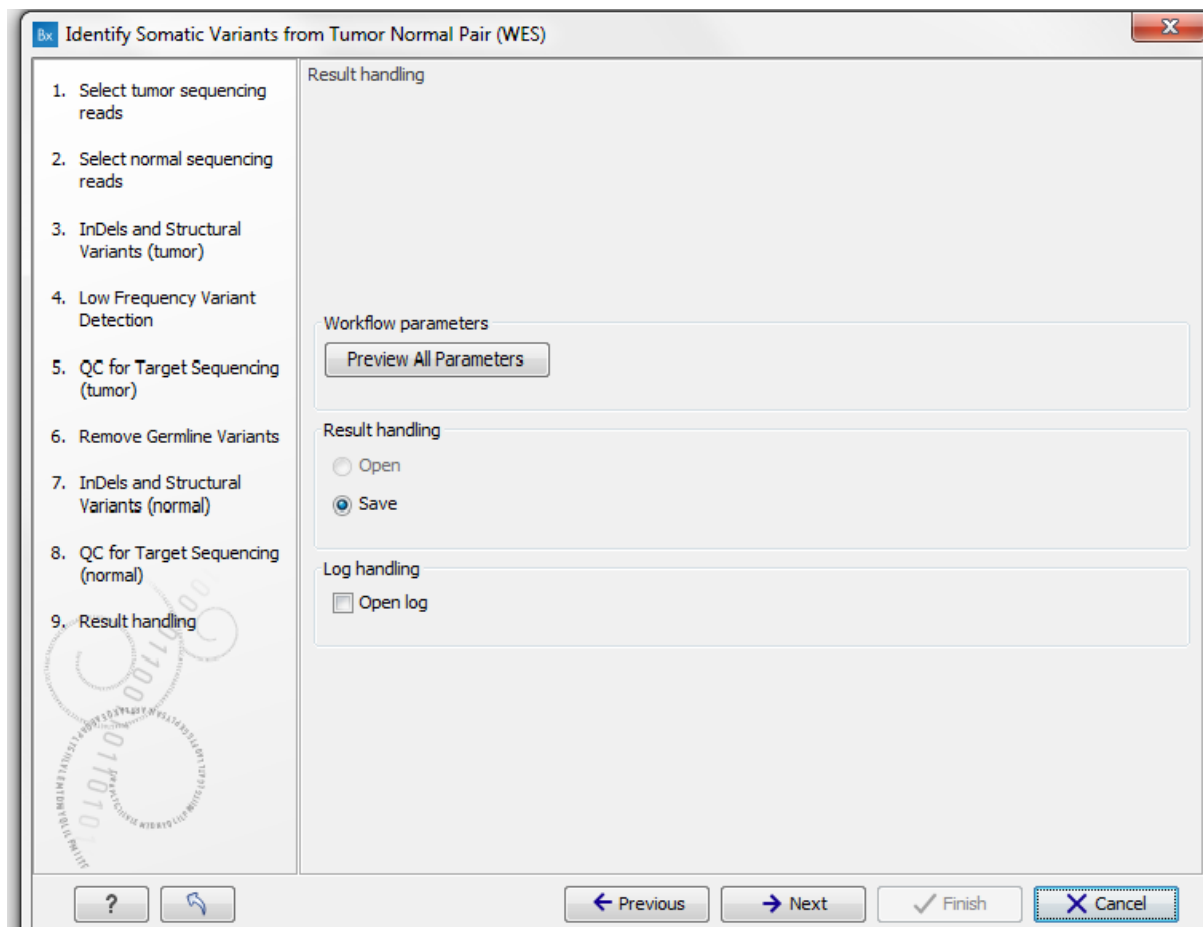 Bx Identify Somatic Variants from Tumor Normal Pair (WES)
X
1. Select tumor sequencing
reads
2. Select normal sequencing
reads
3. InDels and Structural
Variants (tumor)
4. Low Frequency Variant
Detection
5. QC for Target Sequencing
(tumor)
6. Remove Germline Variants
7. InDels and Structural
Variants (normal)
8. QC for Target Sequencing
(normal)
9. Result handling
Result handling
Workflow parameters
Preview All Parameters
Result handling
Open
Save
Log handling
Open log
?
Previous
Next
Finish
Cancel